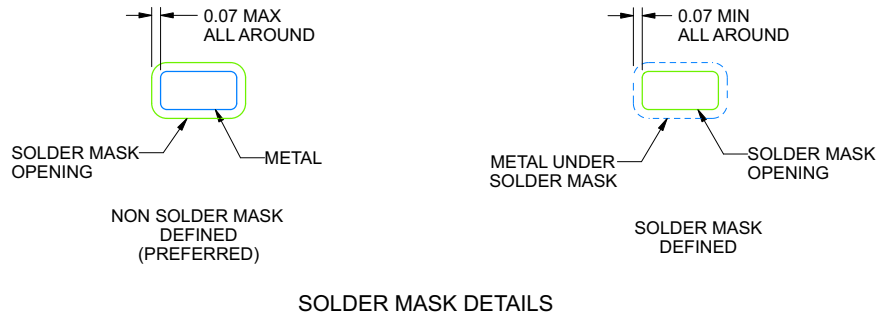 0.07 MAX
ALL AROUND
SOLDER MASK
OPENING
METAL
NON SOLDER MASK
DEFINED
(PREFERRED)
0.07 MIN
ALL AROUND
METAL UNDER
SOLDER MASK
SOLDER MASK
OPENING
SOLDER MASK
DEFINED
SOLDER MASK DETAILS